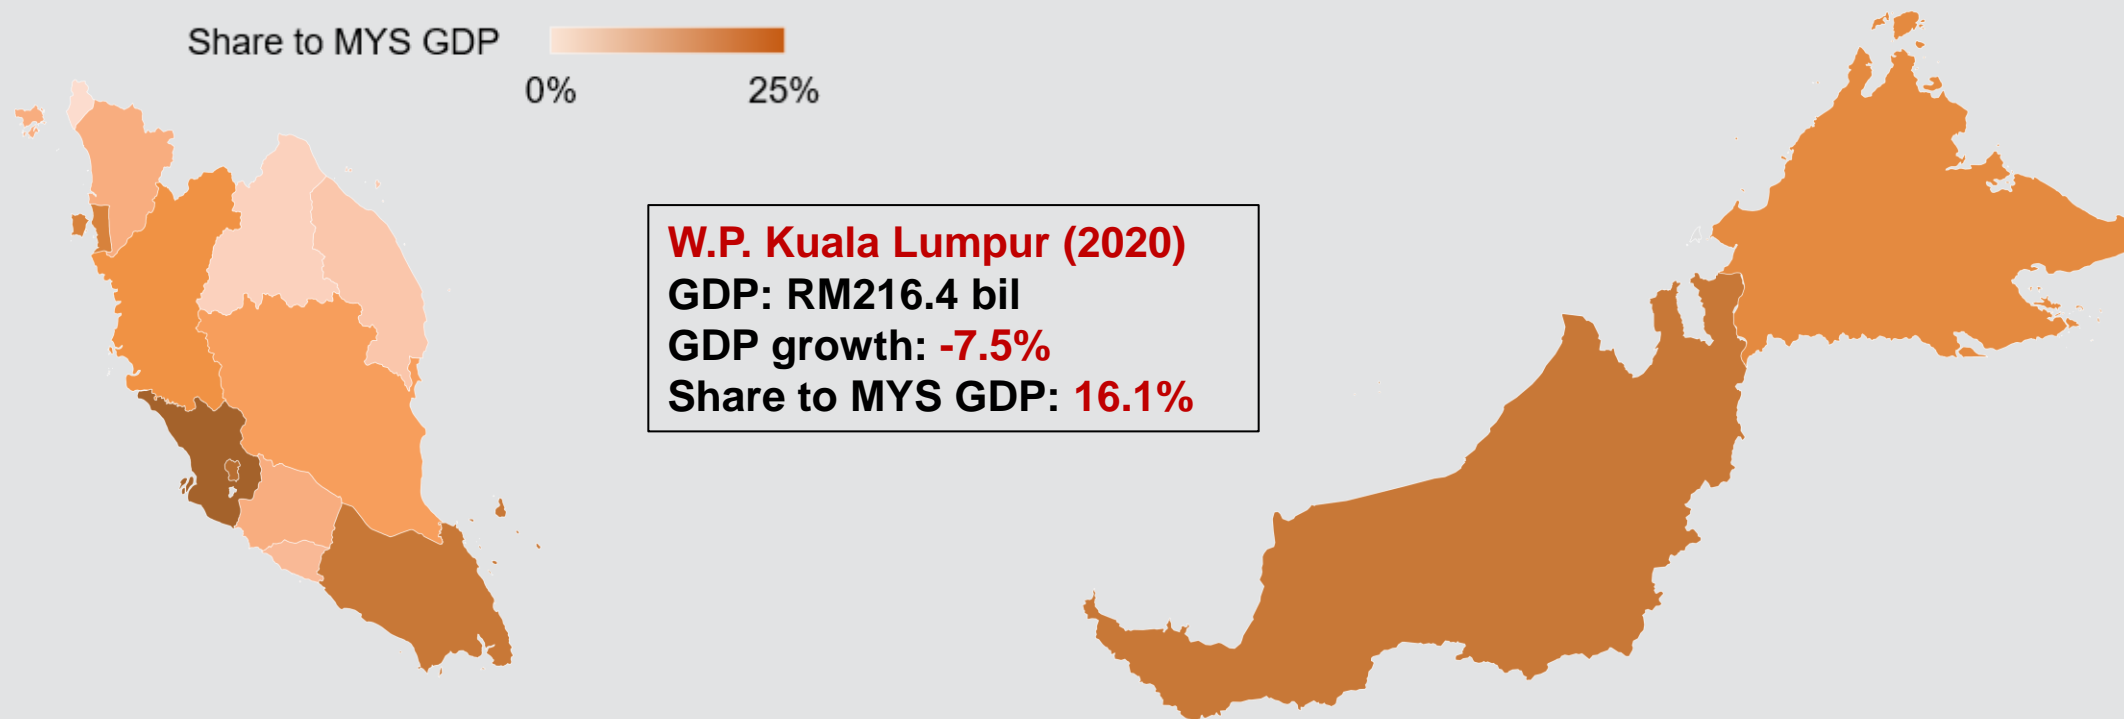 Share to MYS GDP
0% 25%
W.P. Kuala Lumpur (2020)
GDP: RM216.4 bil
GDP growth: -7.5%
Share to MYS GDP: 16.1%